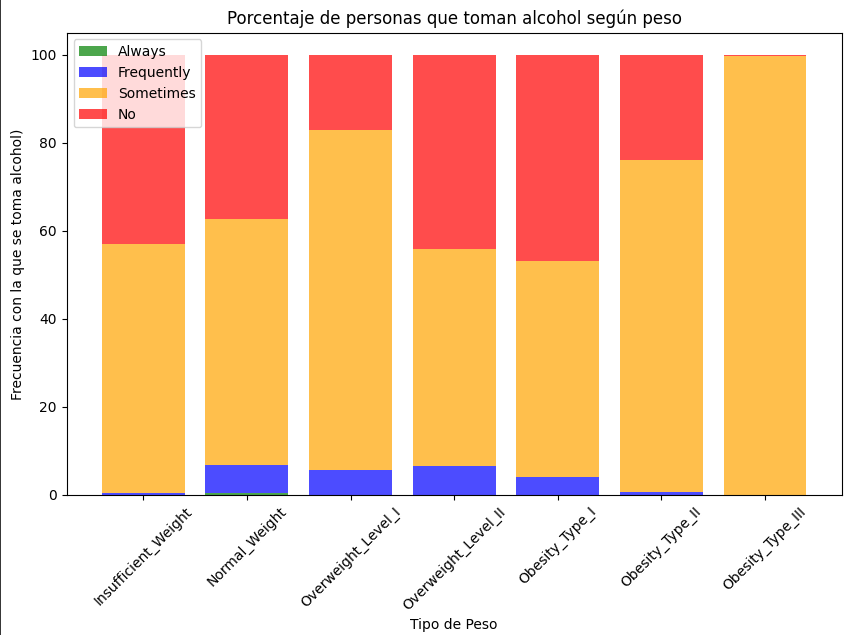 Porcentaje de personas que toman alcohol según peso
Always
Frequently
Sometimes
No
100
80
60
40
20
0
Frecuencia con la que se toma alcohol)
Insufficient_Weight
Normal_Weight
Overweight_Level_I
Overweight_Level_II
Obesity_Type_I
Obesity_Type_II
Obesity_Type_III
Tipo de Peso